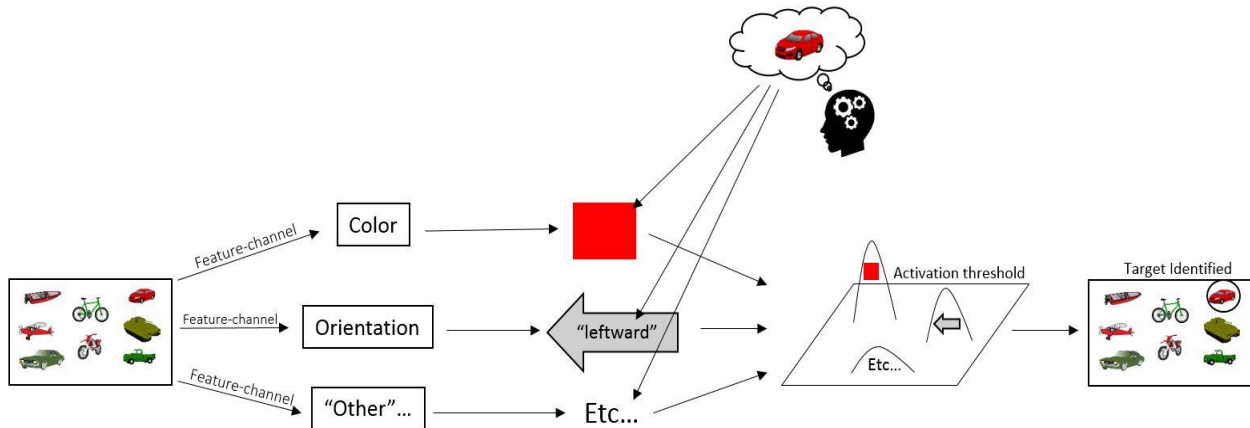 Feature-channel
Color
Feature-channel
Orientation
"leftward"
Feature-channel
"Other"...
Etc...
Activation threshold
Etc...
Target Identified